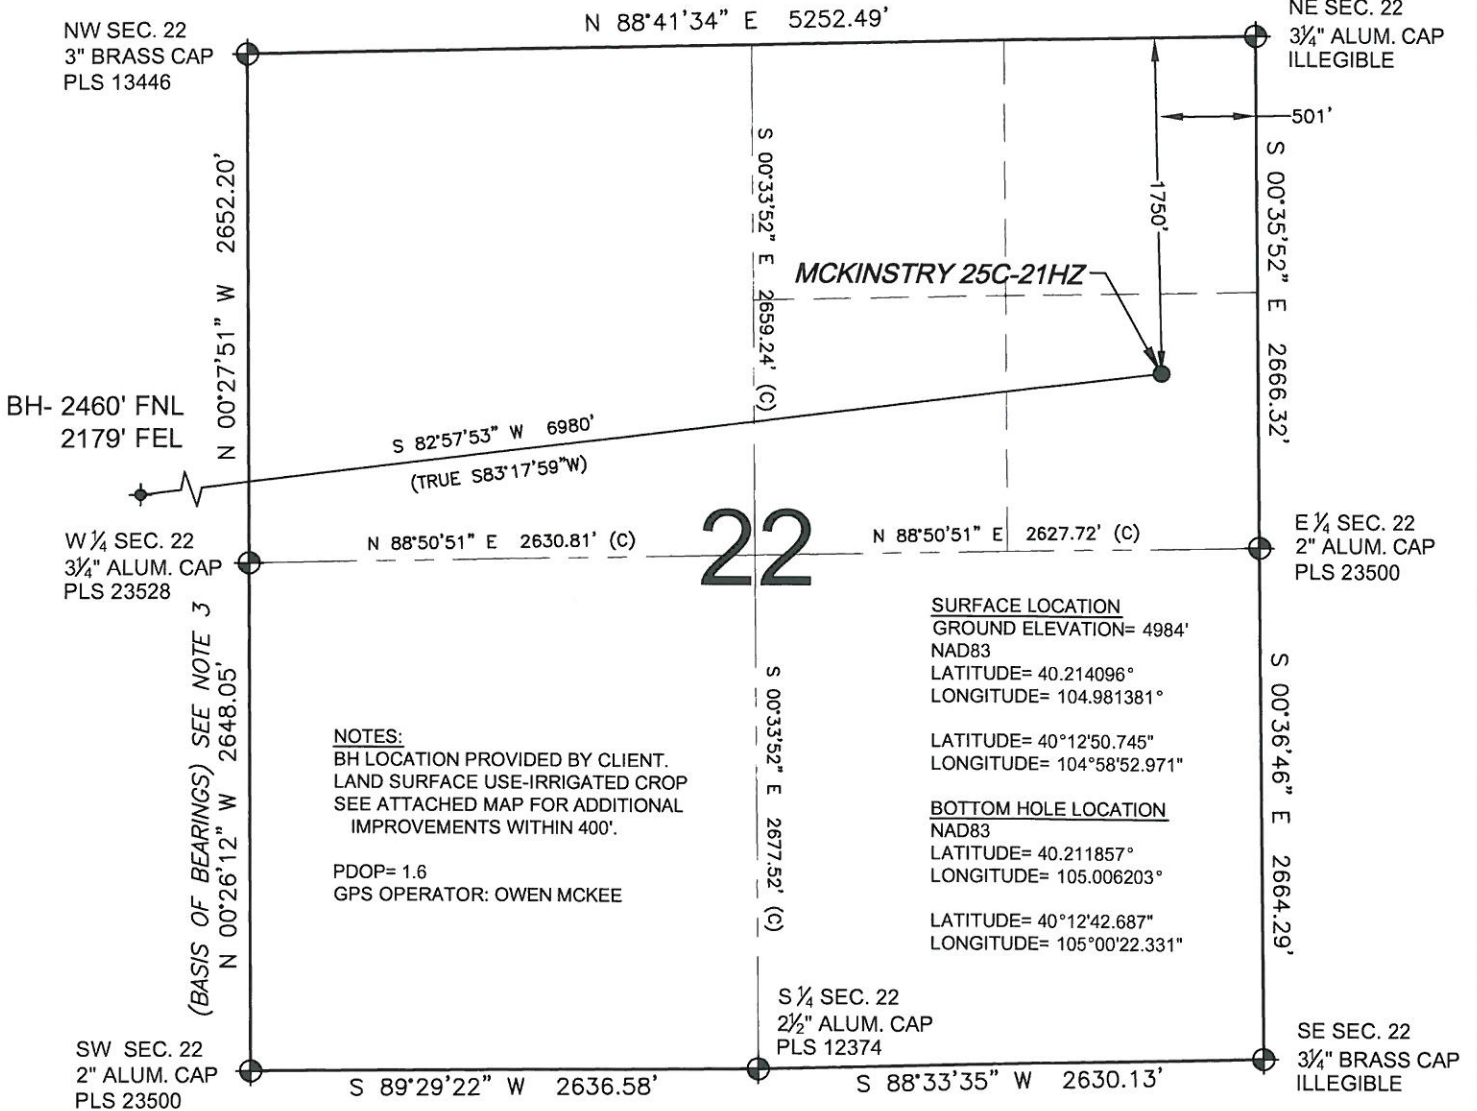 N 88°41'34" E 5252.49'
NW SEC. 22
3" BRASS CAP
PLS 13446
NE SEC. 22
3¼" ALUM. CAP
ILLEGIBLE
501'
1750'
N 00°27'51" W 2652.20'
S 00°33'52" E 2659.24' (C)
S 00°35'52" E 2666.32'
MCKINSTRY 25C-21HZ
BH- 2460' FNL
2179' FEL
S 82°57'53" W 6980'
(TRUE S83°17'59"W)
W ¼ SEC. 22
3¼" ALUM. CAP
PLS 23528
N 88°50'51" E 2630.81' (C)
22
N 88°50'51" E 2627.72' (C)
E ¼ SEC. 22
2" ALUM. CAP
PLS 23500
(BASIS OF BEARINGS) SEE NOTE 3
N 00°26'12" W 2648.05'
NOTES:
BH LOCATION PROVIDED BY CLIENT.
LAND SURFACE USE-IRRIGATED CROP
SEE ATTACHED MAP FOR ADDITIONAL
IMPROVEMENTS WITHIN 400'.
PDOP= 1.6
GPS OPERATOR: OWEN MCKEE
S 00°33'52" E 2677.52' (C)
SURFACE LOCATION
GROUND ELEVATION= 4984'
NAD83
LATITUDE= 40.214096°
LONGITUDE= 104.981381°
LATITUDE= 40°12'50.745"
LONGITUDE= 104°58'52.971"
BOTTOM HOLE LOCATION
NAD83
LATITUDE= 40.211857°
LONGITUDE= 105.006203°
LATITUDE= 40°12'42.687"
LONGITUDE= 105°00'22.331"
S 00°36'46" E 2664.29'
SW SEC. 22
2" ALUM. CAP
PLS 23500
S 89°29'22" W 2636.58'
S ¼ SEC. 22
2½" ALUM. CAP
PLS 12374
S 88°33'35" W 2630.13'
SE SEC. 22
3¼" BRASS CAP
ILLEGIBLE